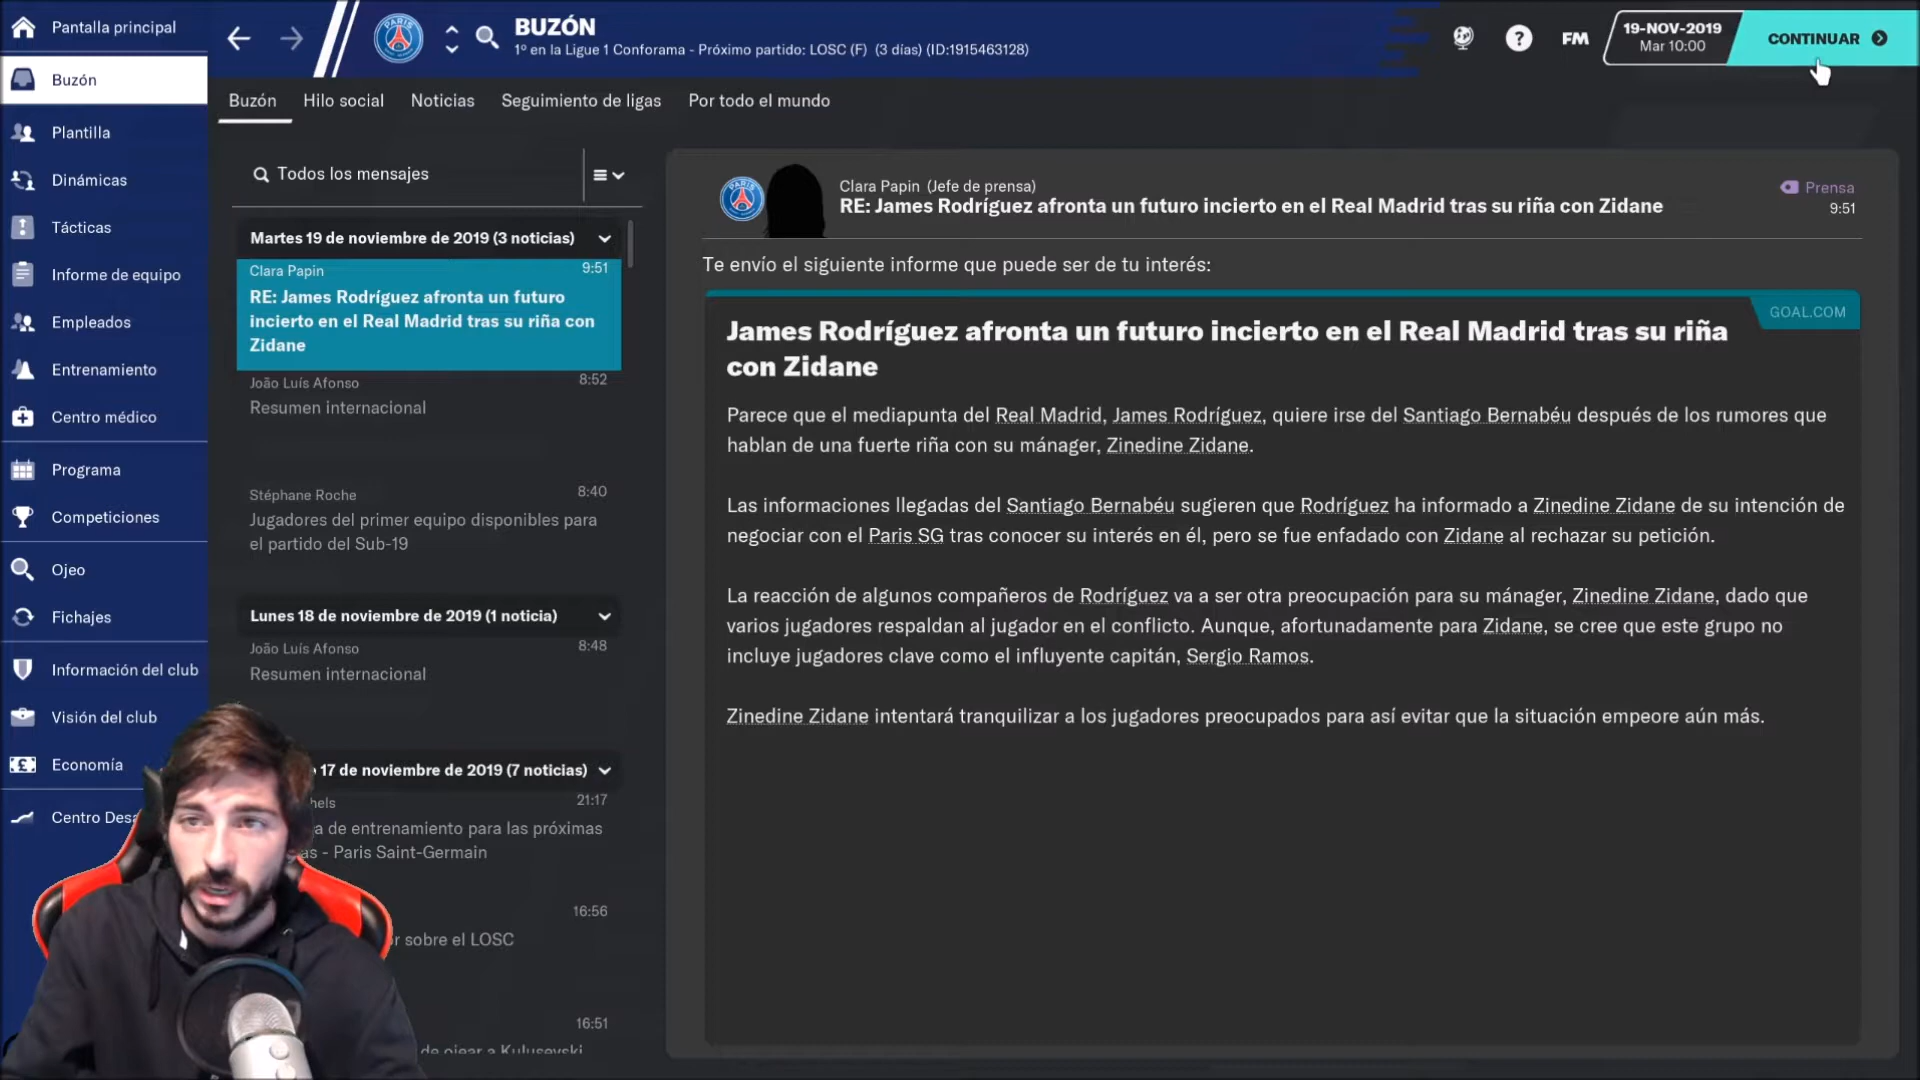 Pantalla principal
Buzón
Plantilla
Dinámicas
Tácticas
Informe de equipo
Empleados
Entrenamiento
Centro médico
Programa
Competiciones
Ojeo
Fichajes
Información del club
Visión del club
Economía
Centro Desa
PARIS
BUZÓN
1º en la Ligue 1 Conforama - Próximo partido: LOSC (F) (3 días) (ID:1915463128)
?
FM
19-NOV-2019
Mar 10:00
CONTINUAR
Buzón
Hilo social
Noticias
Seguimiento de ligas
Por todo el mundo
Todos los mensajes
Martes 19 de noviembre de 2019 (3 noticias)
Clara Papin 9:51
RE: James Rodríguez afronta un futuro
incierto en el Real Madrid tras su riña con
Zidane
João Luís Afonso 8:52
Resumen internacional
Stéphane Roche 8:40
Jugadores del primer equipo disponibles para
el partido del Sub-19
Lunes 18 de noviembre de 2019 (1 noticia)
João Luís Afonso 8:48
Resumen internacional
17 de noviembre de 2019 (7 noticias)
hels 21:17
a de entrenamiento para las próximas
as - Paris Saint-Germain
16:56
r sobre el LOSC
16:51
de ojear a Kulusevski
PARIS
Clara Papin (Jefe de prensa)
RE: James Rodríguez afronta un futuro incierto en el Real Madrid tras su riña con Zidane
Prensa
9:51
Te envío el siguiente informe que puede ser de tu interés:
GOAL.COM
James Rodríguez afronta un futuro incierto en el Real Madrid tras su riña
con Zidane
Parece que el mediapunta del Real Madrid, James Rodríguez, quiere irse del Santiago Bernabéu después de los rumores que
hablan de una fuerte riña con su mánager, Zinedine Zidane.
Las informaciones llegadas del Santiago Bernabéu sugieren que Rodríguez ha informado a Zinedine Zidane de su intención de
negociar con el Paris SG tras conocer su interés en él, pero se fue enfadado con Zidane al rechazar su petición.
La reacción de algunos compañeros de Rodríguez va a ser otra preocupación para su mánager, Zinedine Zidane, dado que
varios jugadores respaldan al jugador en el conflicto. Aunque, afortunadamente para Zidane, se cree que este grupo no
incluye jugadores clave como el influyente capitán, Sergio Ramos.
Zinedine Zidane intentará tranquilizar a los jugadores preocupados para así evitar que la situación empeore aún más.